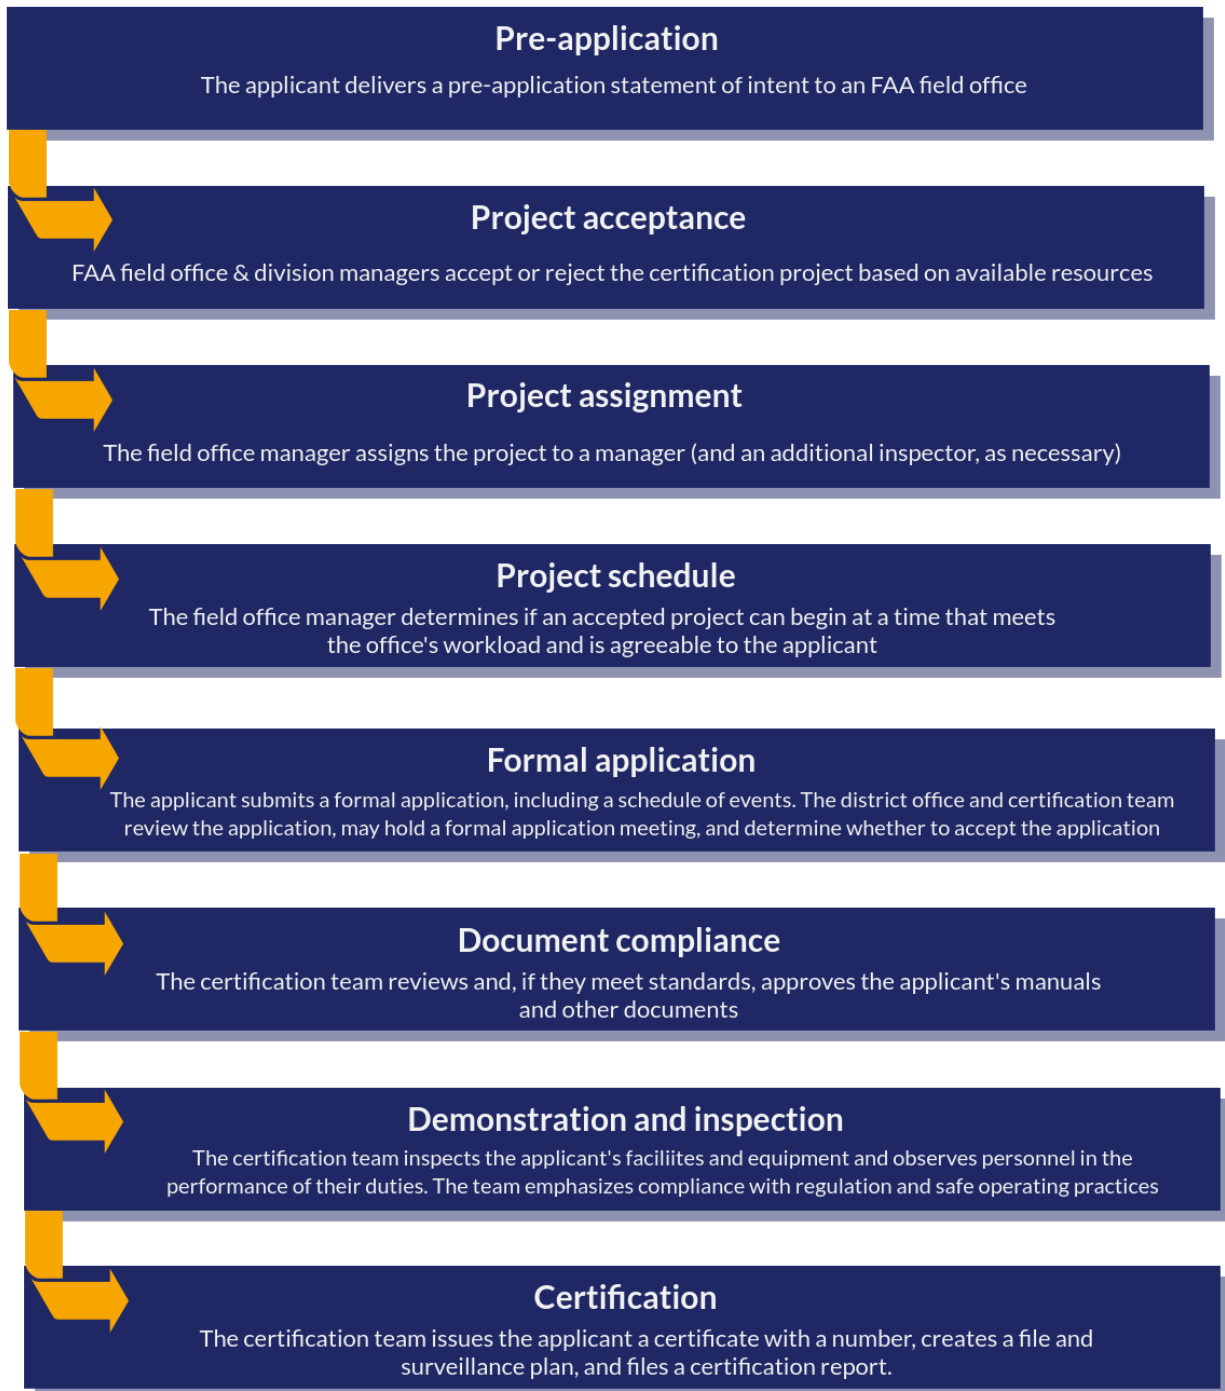 Pre-application
The applicant delivers a pre-application statement of intent to an FAA field office
Project acceptance
FAA field office & division managers accept or reject the certification project based on available resources
Project assignment
The field office manager assigns the project to a manager (and an additional inspector, as necessary)
Project schedule
The field office manager determines if an accepted project can begin at a time that meets
the office's workload and is agreeable to the applicant
Formal application
The applicant submits a formal application, including a schedule of events. The district office and certification team
review the application, may hold a formal application meeting, and determine whether to accept the application
Document compliance
The certification team reviews and, if they meet standards, approves the applicant's manuals
and other documents
Demonstration and inspection
The certification team inspects the applicant's faciliites and equipment and observes personnel in the
performance of their duties. The team emphasizes compliance with regulation and safe operating practices
Certification
The certification team issues the applicant a certificate with a number, creates a file and
surveillance plan, and files a certification report.